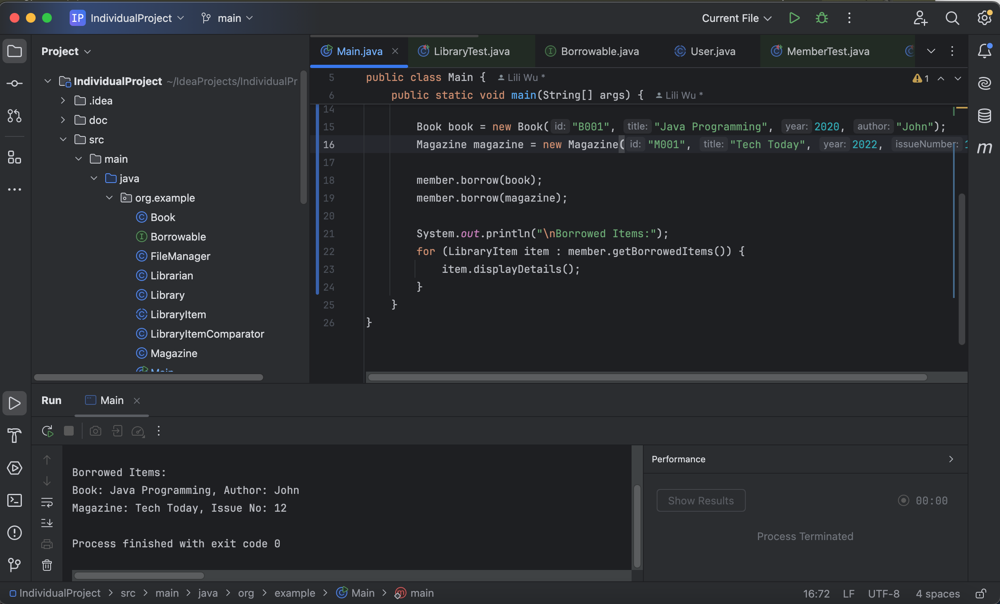 IP IndividualProject main Current File
Project
Main.java LibraryTest.java Borrowable.java User.java MemberTest.java
IndividualProject ~/IdeaProjects/IndividualPr
.idea
doc
src
main
java
org.example
Book
Borrowable
FileManager
Librarian
Library
LibraryItem
LibraryItemComparator
Magazine
Main
5 public class Main { Lili Wu *
1
6 public static void main(String[] args) { Lili Wu *
14
15 Book book = new Book( id: "B001", title: "Java Programming", year: 2020, author: "John");
16 Magazine magazine = new Magazine( id: "M001", title: "Tech Today", year: 2022, issueNumber: 1
17
18 member.borrow(book);
19 member.borrow(magazine);
20
21 System.out.println("\nBorrowed Items:");
22 for (LibraryItem item : member.getBorrowedItems()) {
23 item.displayDetails();
24 }
25 }
26 }
m
Run Main
Borrowed Items:
Book: Java Programming, Author: John
Magazine: Tech Today, Issue No: 12
Process finished with exit code 0
Performance
Show Results 00:00
Process Terminated
IndividualProject > src > main > java > org > example > Main > main 16:72 LF UTF-8 4 spaces